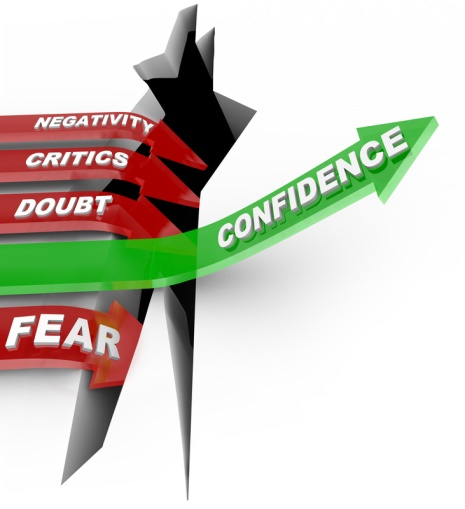 NEGATIVITY
CRITICS
DOUBT
CONFIDENCE
FEAR